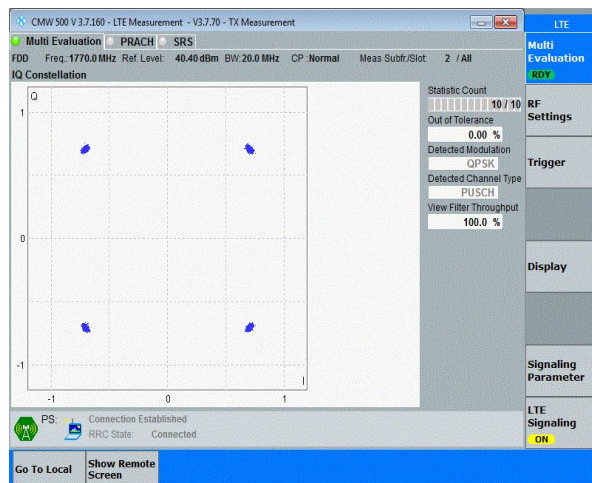 CMW 500 V 3.7.160 - LTE Measurement - V3.7.70 - TX Measurement
LTE
Multi Evaluation PRACH SRS
Multi
Evaluation
RDY
FDD Freq.: 1770.0 MHz Ref. Level: 40.40 dBm BW: 20.0 MHz CP : Normal Meas Subfr./Slot: 2 / All
IQ Constellation
Q
1
0
-1
-1 0 1
I
Statistic Count
10 / 10
Out of Tolerance
0.00 %
Detected Modulation
QPSK
Detected Channel Type
PUSCH
View Filter Throughput
100.0 %
RF
Settings
Trigger
Display
Signaling
Parameter
LTE
Signaling
ON
PS: Connection Established
RRC State: Connected
Go To Local
Show Remote
Screen